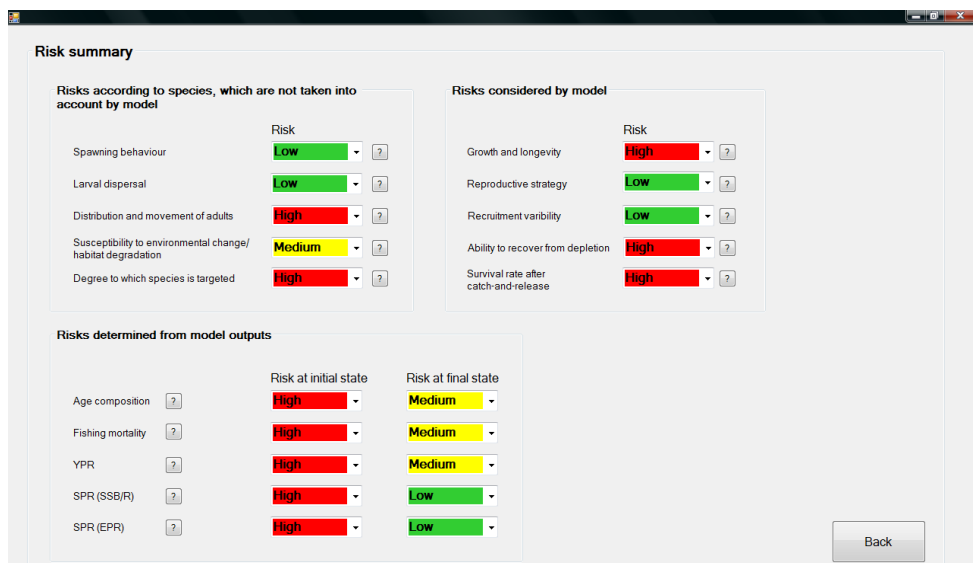 Risk summary
Risks according to species, which are not taken into
account by model
Risk
Spawning behaviour Low ?
Larval dispersal Low ?
Distribution and movement of adults High ?
Susceptibility to environmental change/
habitat degradation Medium ?
Degree to which species is targeted High ?
Risks considered by model
Risk
Growth and longevity High ?
Reproductive strategy Low ?
Recruitment varibility Low ?
Ability to recover from depletion High ?
Survival rate after
catch-and-release High ?
Risks determined from model outputs
Risk at initial state Risk at final state
Age composition ? High Medium
Fishing mortality ? High Medium
YPR ? High Medium
SPR (SSB/R) ? High Low
SPR (EPR) ? High Low
Back